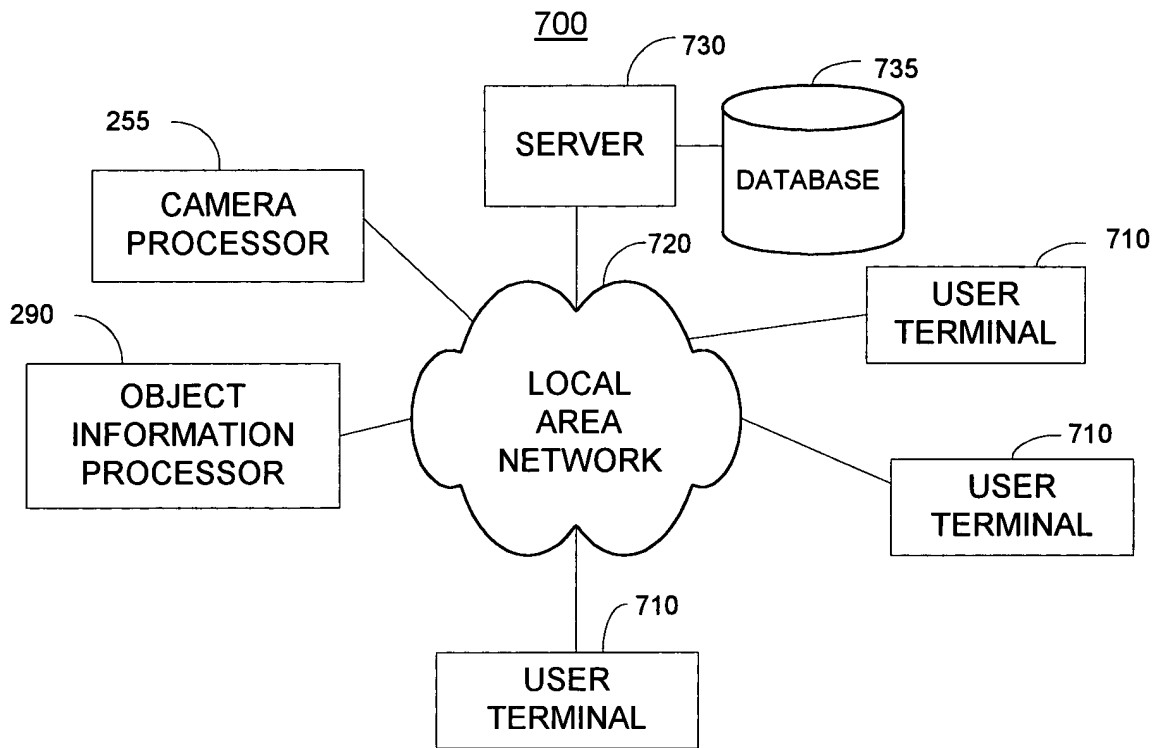 700
730
735
SERVER
DATABASE
255
CAMERA
PROCESSOR
720
710
USER
TERMINAL
290
OBJECT
INFORMATION
PROCESSOR
LOCAL
AREA
NETWORK
710
USER
TERMINAL
710
USER
TERMINAL